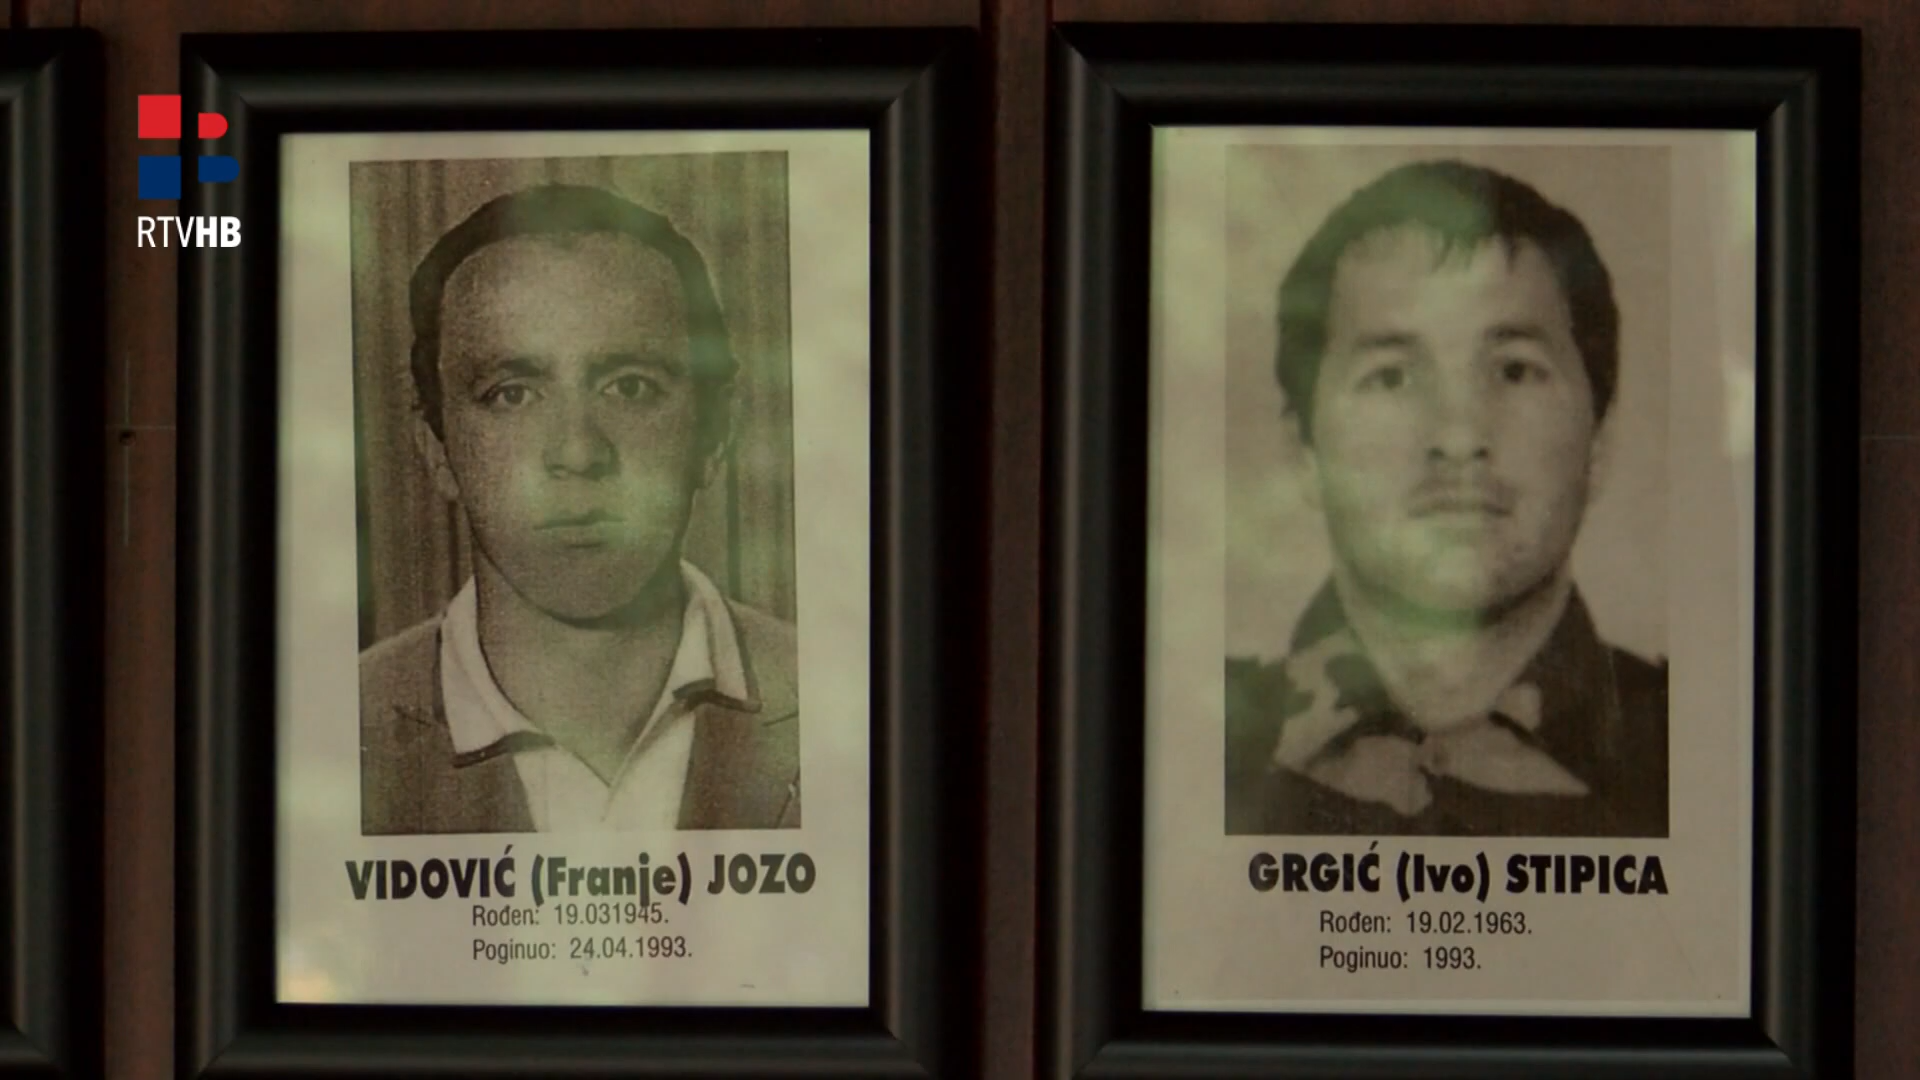 RTVHB
VIDOVIĆ (Franje) JOZO
Rođen: 19.031945.
Poginuo: 24.04.1993.
GRGIĆ (Ivo) STIPICA
Rođen: 19.02.1963.
Poginuo: 1993.